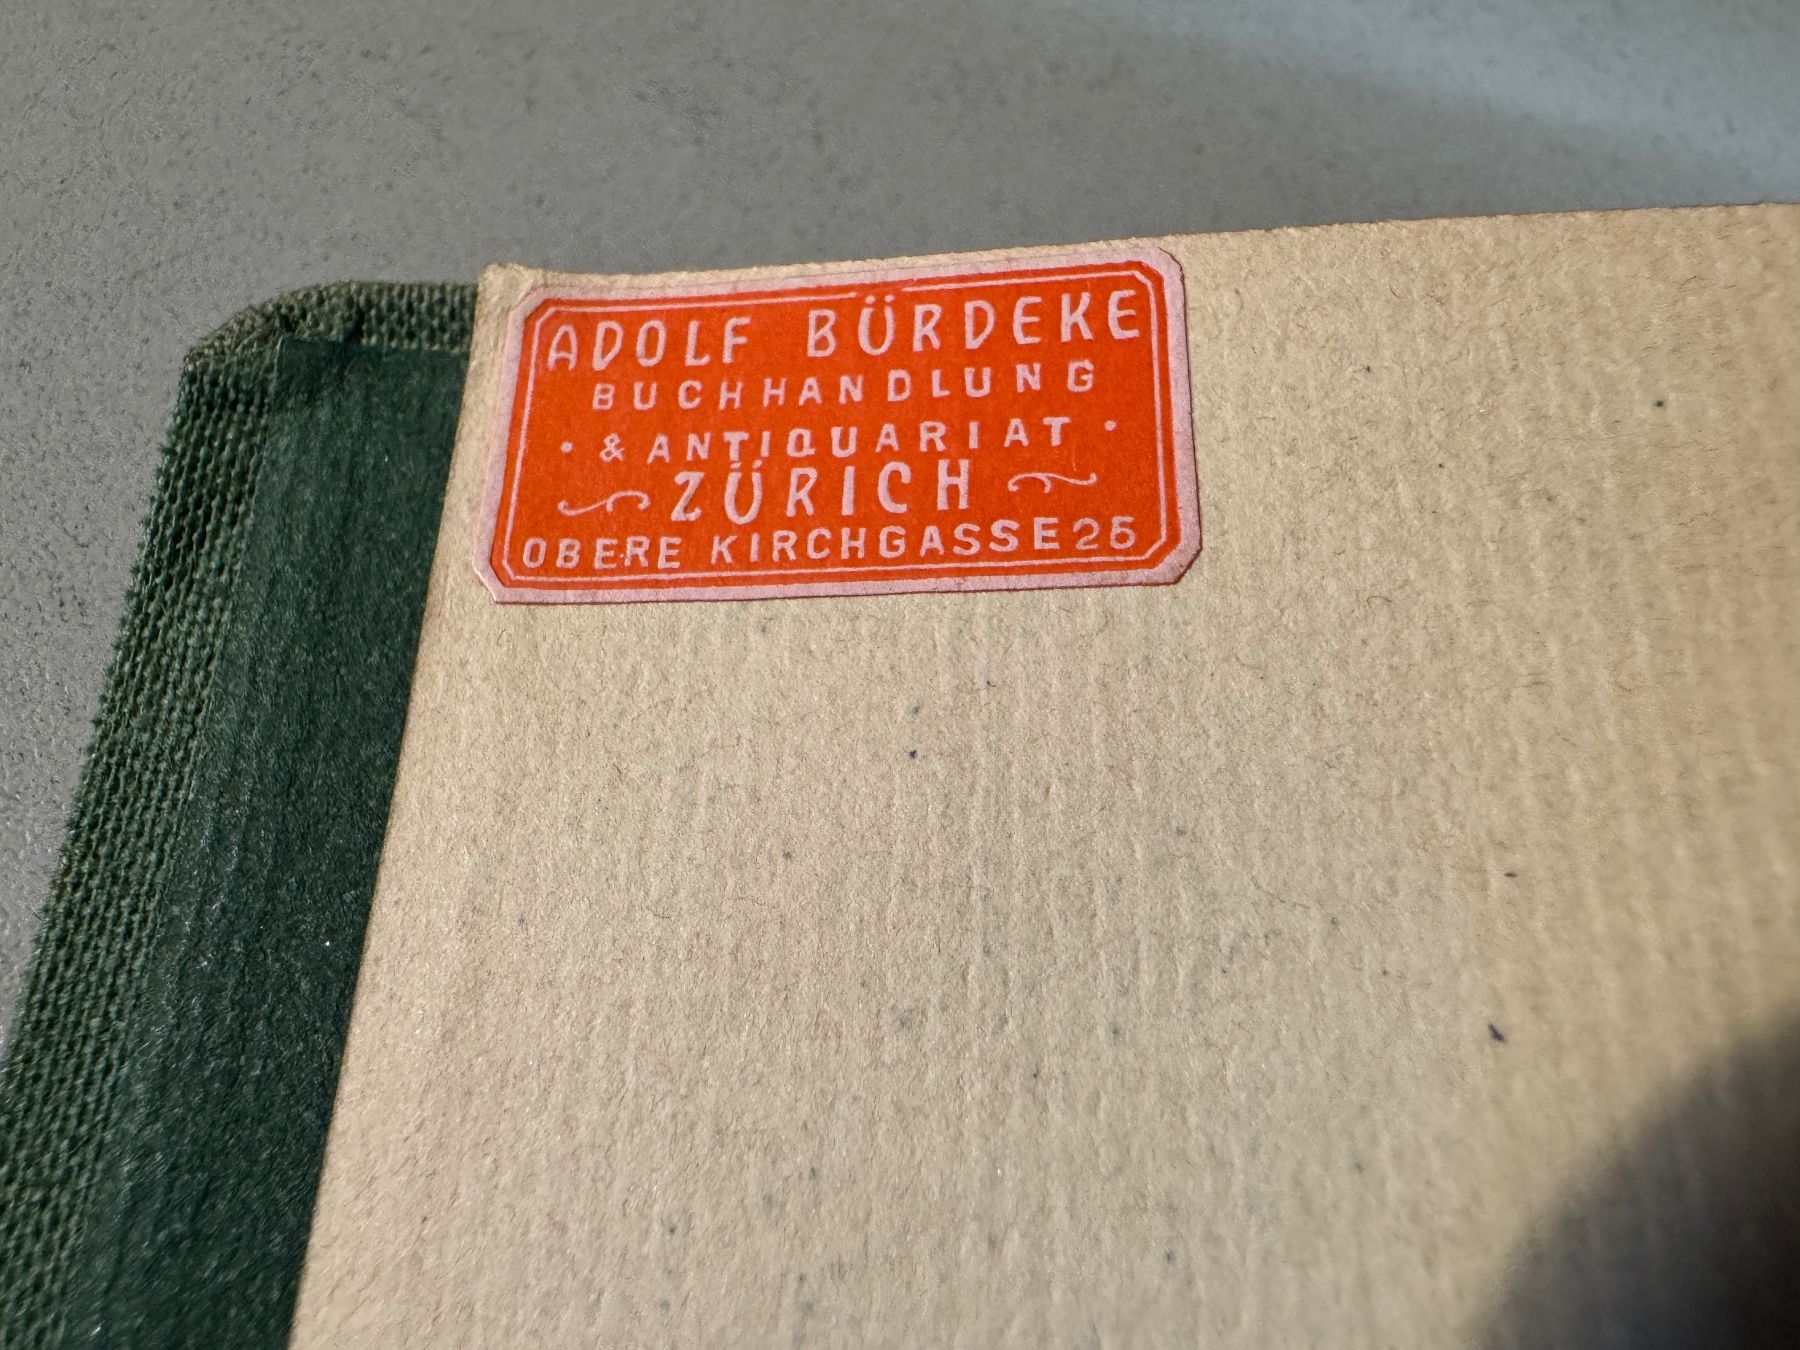 ADOLF BÜRDEKE
BUCHHANDLUNG
· & ANTIQUARIAT ·
ZÜRICH
OBERE KIRCHGASSE 25